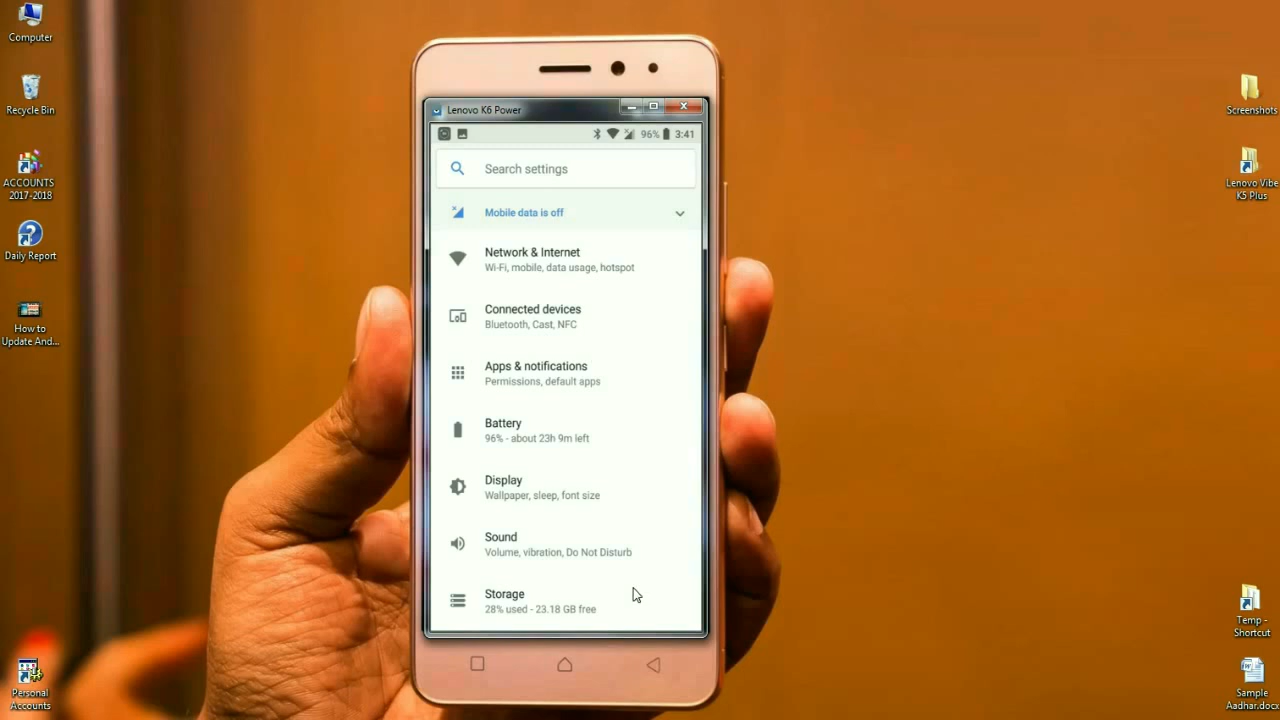 Computer
Recycle Bin
ACCOUNTS
2017-2018
Daily Report
How to
Update And...
Personal
Accounts
Lenovo K6 Power
96% 3:41
Search settings
Mobile data is off
Network & Internet
Wi-Fi, mobile, data usage, hotspot
Connected devices
Bluetooth, Cast, NFC
Apps & notifications
Permissions, default apps
Battery
96% - about 23h 9m left
Display
Wallpaper, sleep, font size
Sound
Volume, vibration, Do Not Disturb
Storage
28% used - 23.18 GB free
Screenshots
Lenovo Vibe
K5 Plus
Temp -
Shortcut
Sample
Aadhar.docx